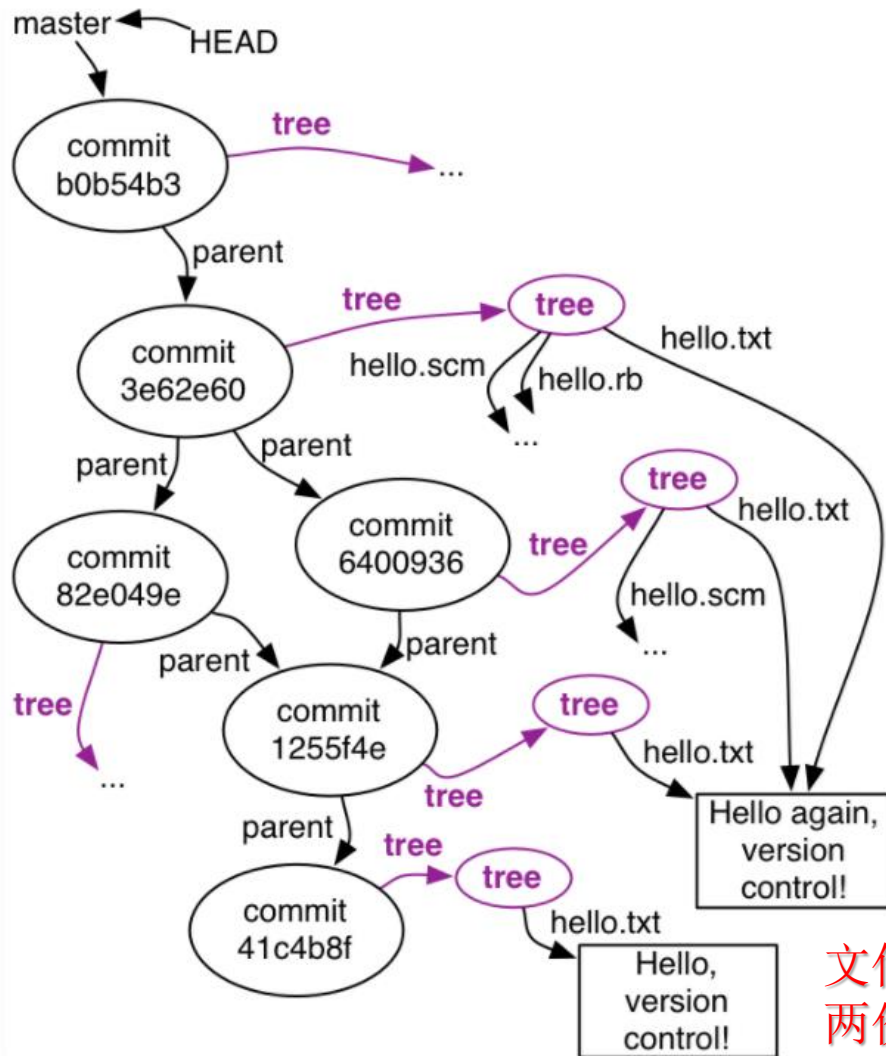 master
HEAD
tree
commit
b0b54b3
...
parent
tree
tree
hello.txt
commit
3e62e60
hello.scm
hello.rb
...
parent
parent
tree
hello.txt
commit
6400936
tree
commit
82e049e
hello.scm
...
parent
parent
tree
...
commit
1255f4e
tree
hello.txt
tree
parent
Hello again,
version
control!
tree
tree
commit
41c4b8f
hello.txt
Hello,
version
control!
文
两